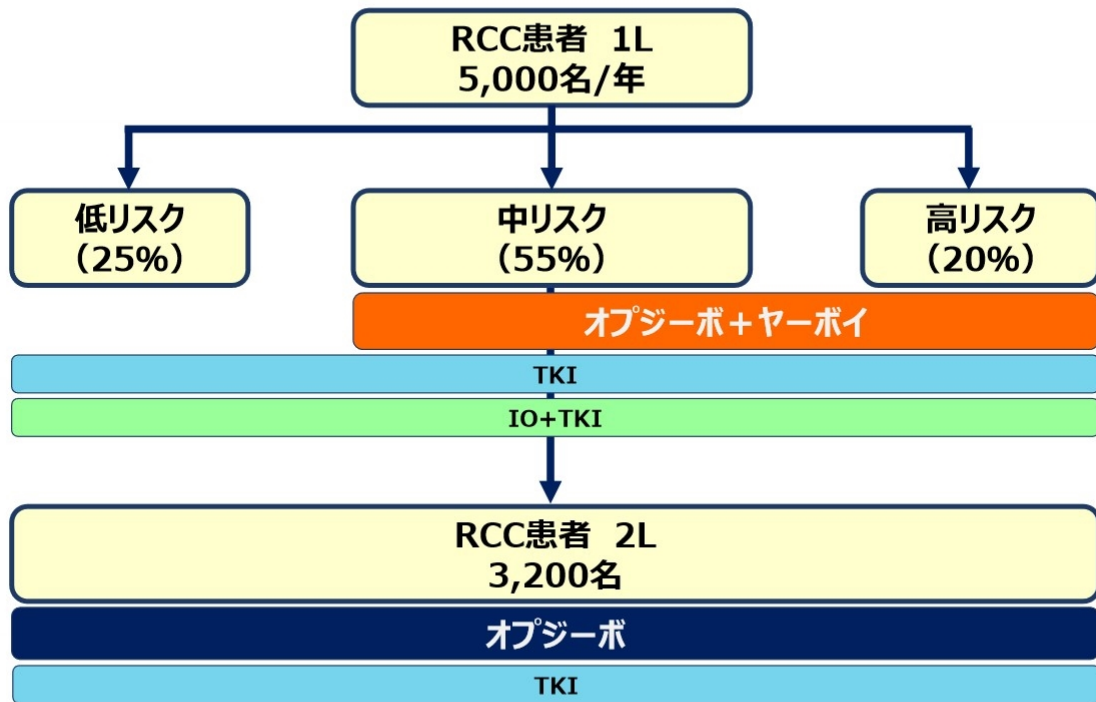 RCC患者 1L
5,000名/年
低リスク
（25%）
中リスク
（55%）
高リスク
（20%）
オプジーボ＋ヤーボイ
TKI
IO+TKI
RCC患者 2L
3,200名
オプジーボ
TKI